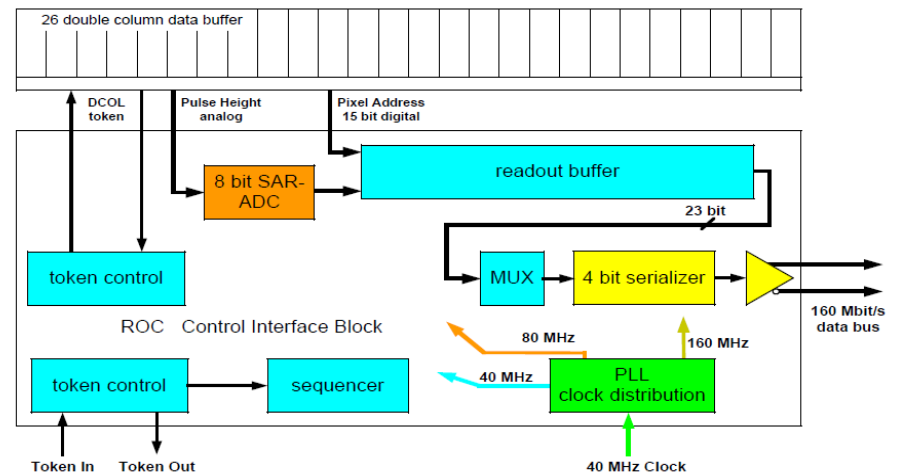 26 double column data buffer
DCOL
token
Pulse Height
analog
Pixel Address
15 bit digital
readout buffer
8 bit SAR-
ADC
23 bit
token control
MUX
4 bit serializer
160 Mbit/s
data bus
ROC Control Interface Block
80 MHz
160 MHz
40 MHz
token control
sequencer
PLL
clock distribution
Token In
Token Out
40 MHz Clock